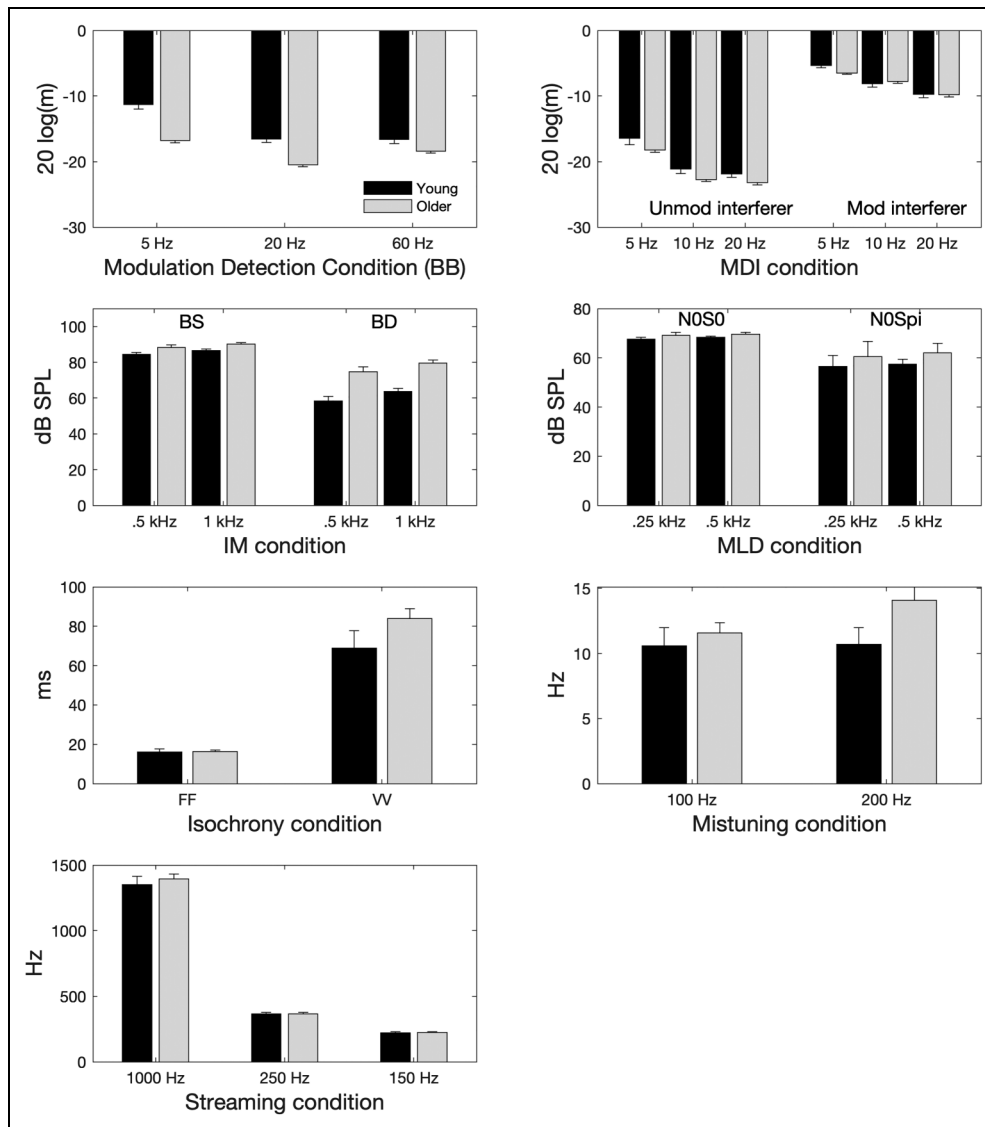 0
-10
-20
-30
20 log(m)
Young
Older
5 Hz 20 Hz 60 Hz
Modulation Detection Condition (BB)
0
-10
-20
-30
20 log(m)
Unmod interferer Mod interferer
5 Hz 10 Hz 20 Hz 5 Hz 10 Hz 20 Hz
MDI condition
100
80
60
40
20
0
dB SPL
BS BD
.5 kHz 1 kHz .5 kHz 1 kHz
IM condition
80
60
40
20
0
dB SPL
N0S0 N0Spi
.25 kHz .5 kHz .25 kHz .5 kHz
MLD condition
100
80
60
40
20
0
ms
FF VV
Isochrony condition
15
10
5
0
Hz
100 Hz 200 Hz
Mistuning condition
1500
1000
500
0
Hz
1000 Hz 250 Hz 150 Hz
Streaming condition